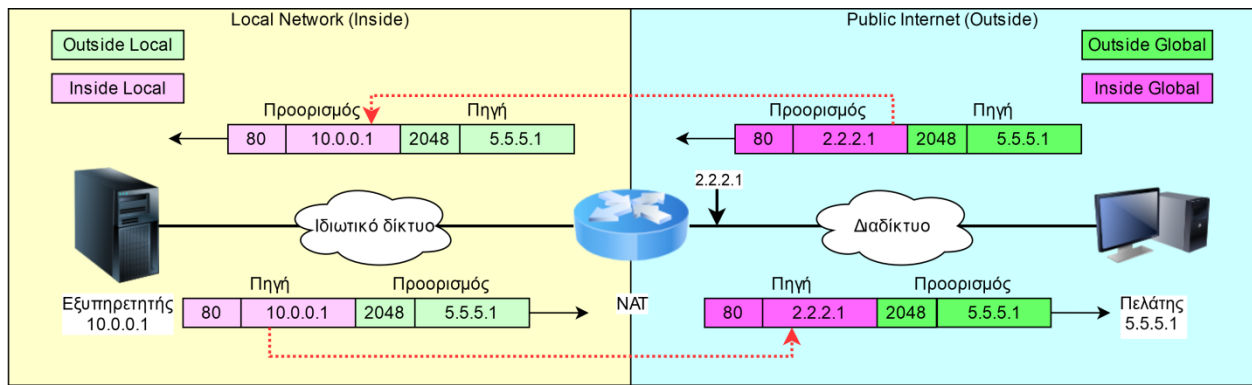 Local Network (Inside)
Public Internet (Outside)
Outside Local
Outside Global
Inside Local
Inside Global
Προορισμός Πηγή
Προορισμός Πηγή
80 10.0.0.1 2048 5.5.5.1
80 2.2.2.1 2048 5.5.5.1
2.2.2.1
Ιδιωτικό δίκτυο
Διαδίκτυο
Πηγή Προορισμός
Πηγή Προορισμός
Εξυπηρετητής
10.0.0.1
80 10.0.0.1 2048 5.5.5.1
NAT
80 2.2.2.1 2048 5.5.5.1
Πελάτης
5.5.5.1